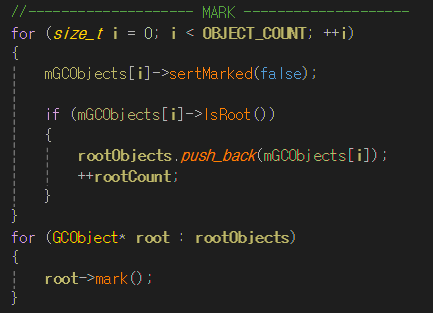 //-------------------- MARK --------------------
for (size_t i = 0; i < OBJECT_COUNT; ++i)
{
    mGCObjects[i]->sertMarked(false);

    if (mGCObjects[i]->IsRoot())
    {
        rootObjects.push_back(mGCObjects[i]);
        ++rootCount;
    }
}
for (GCObject* root : rootObjects)
{
    root->mark();
}